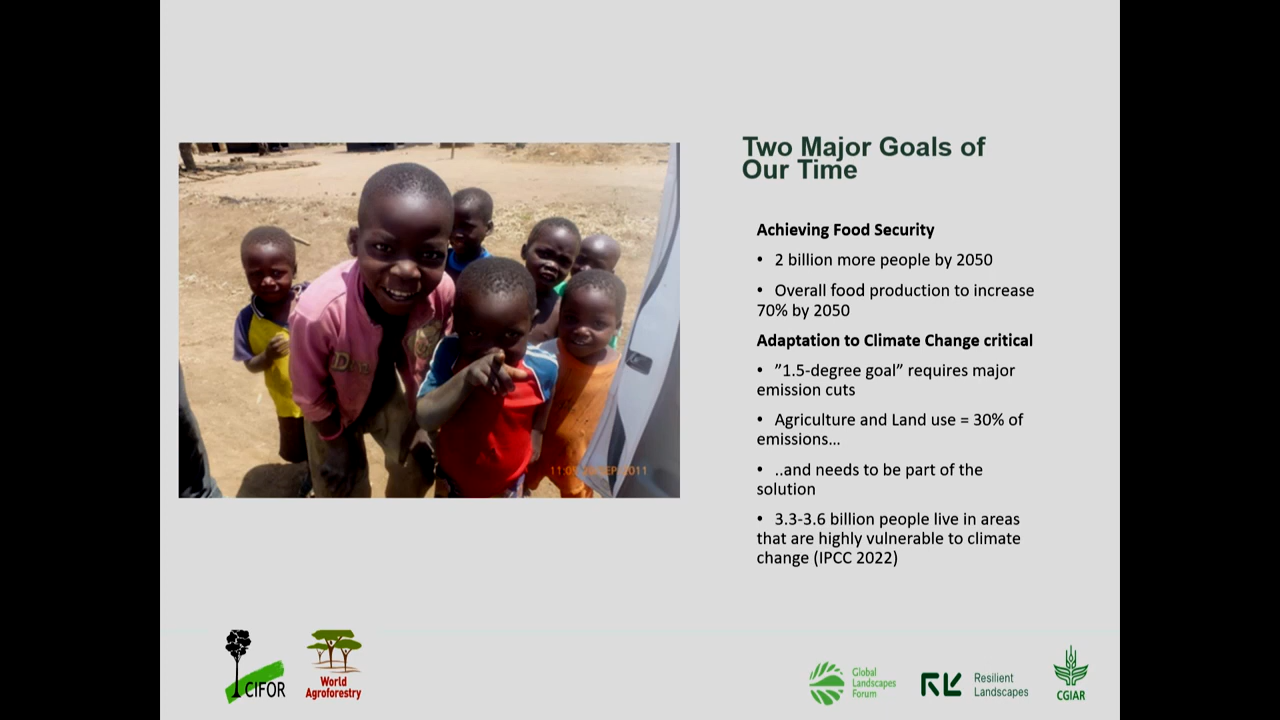 Two Major Goals of
Our Time
Achieving Food Security
• 2 billion more people by 2050
• Overall food production to increase
70% by 2050
Adaptation to Climate Change critical
• ”1.5-degree goal” requires major
emission cuts
• Agriculture and Land use = 30% of
emissions...
• ..and needs to be part of the
solution
• 3.3-3.6 billion people live in areas
that are highly vulnerable to climate
change (IPCC 2022)
CIFOR
World
Agroforestry
Global
Landscapes
Forum
Resilient
Landscapes
CGIAR